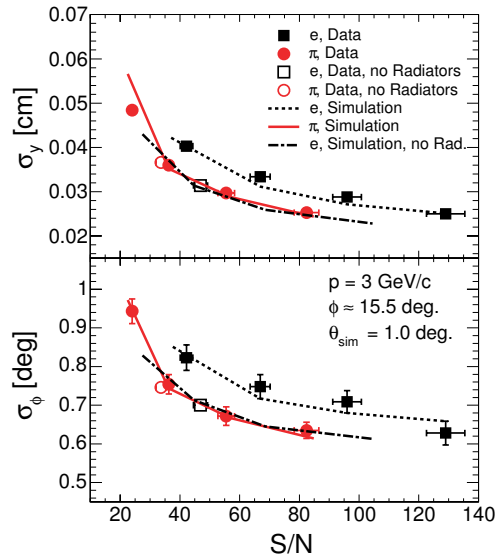 0.07
0.06
0.05
0.04
0.03
0.02
σy [cm]
e, Data
π, Data
e, Data, no Radiators
π, Data, no Radiators
e, Simulation
π, Simulation
e, Simulation, no Rad.
1
0.9
0.8
0.7
0.6
0.5
σϕ [deg]
p = 3 GeV/c
ϕ ≈ 15.5 deg.
θsim = 1.0 deg.
20 40 60 80 100 120 140
S/N